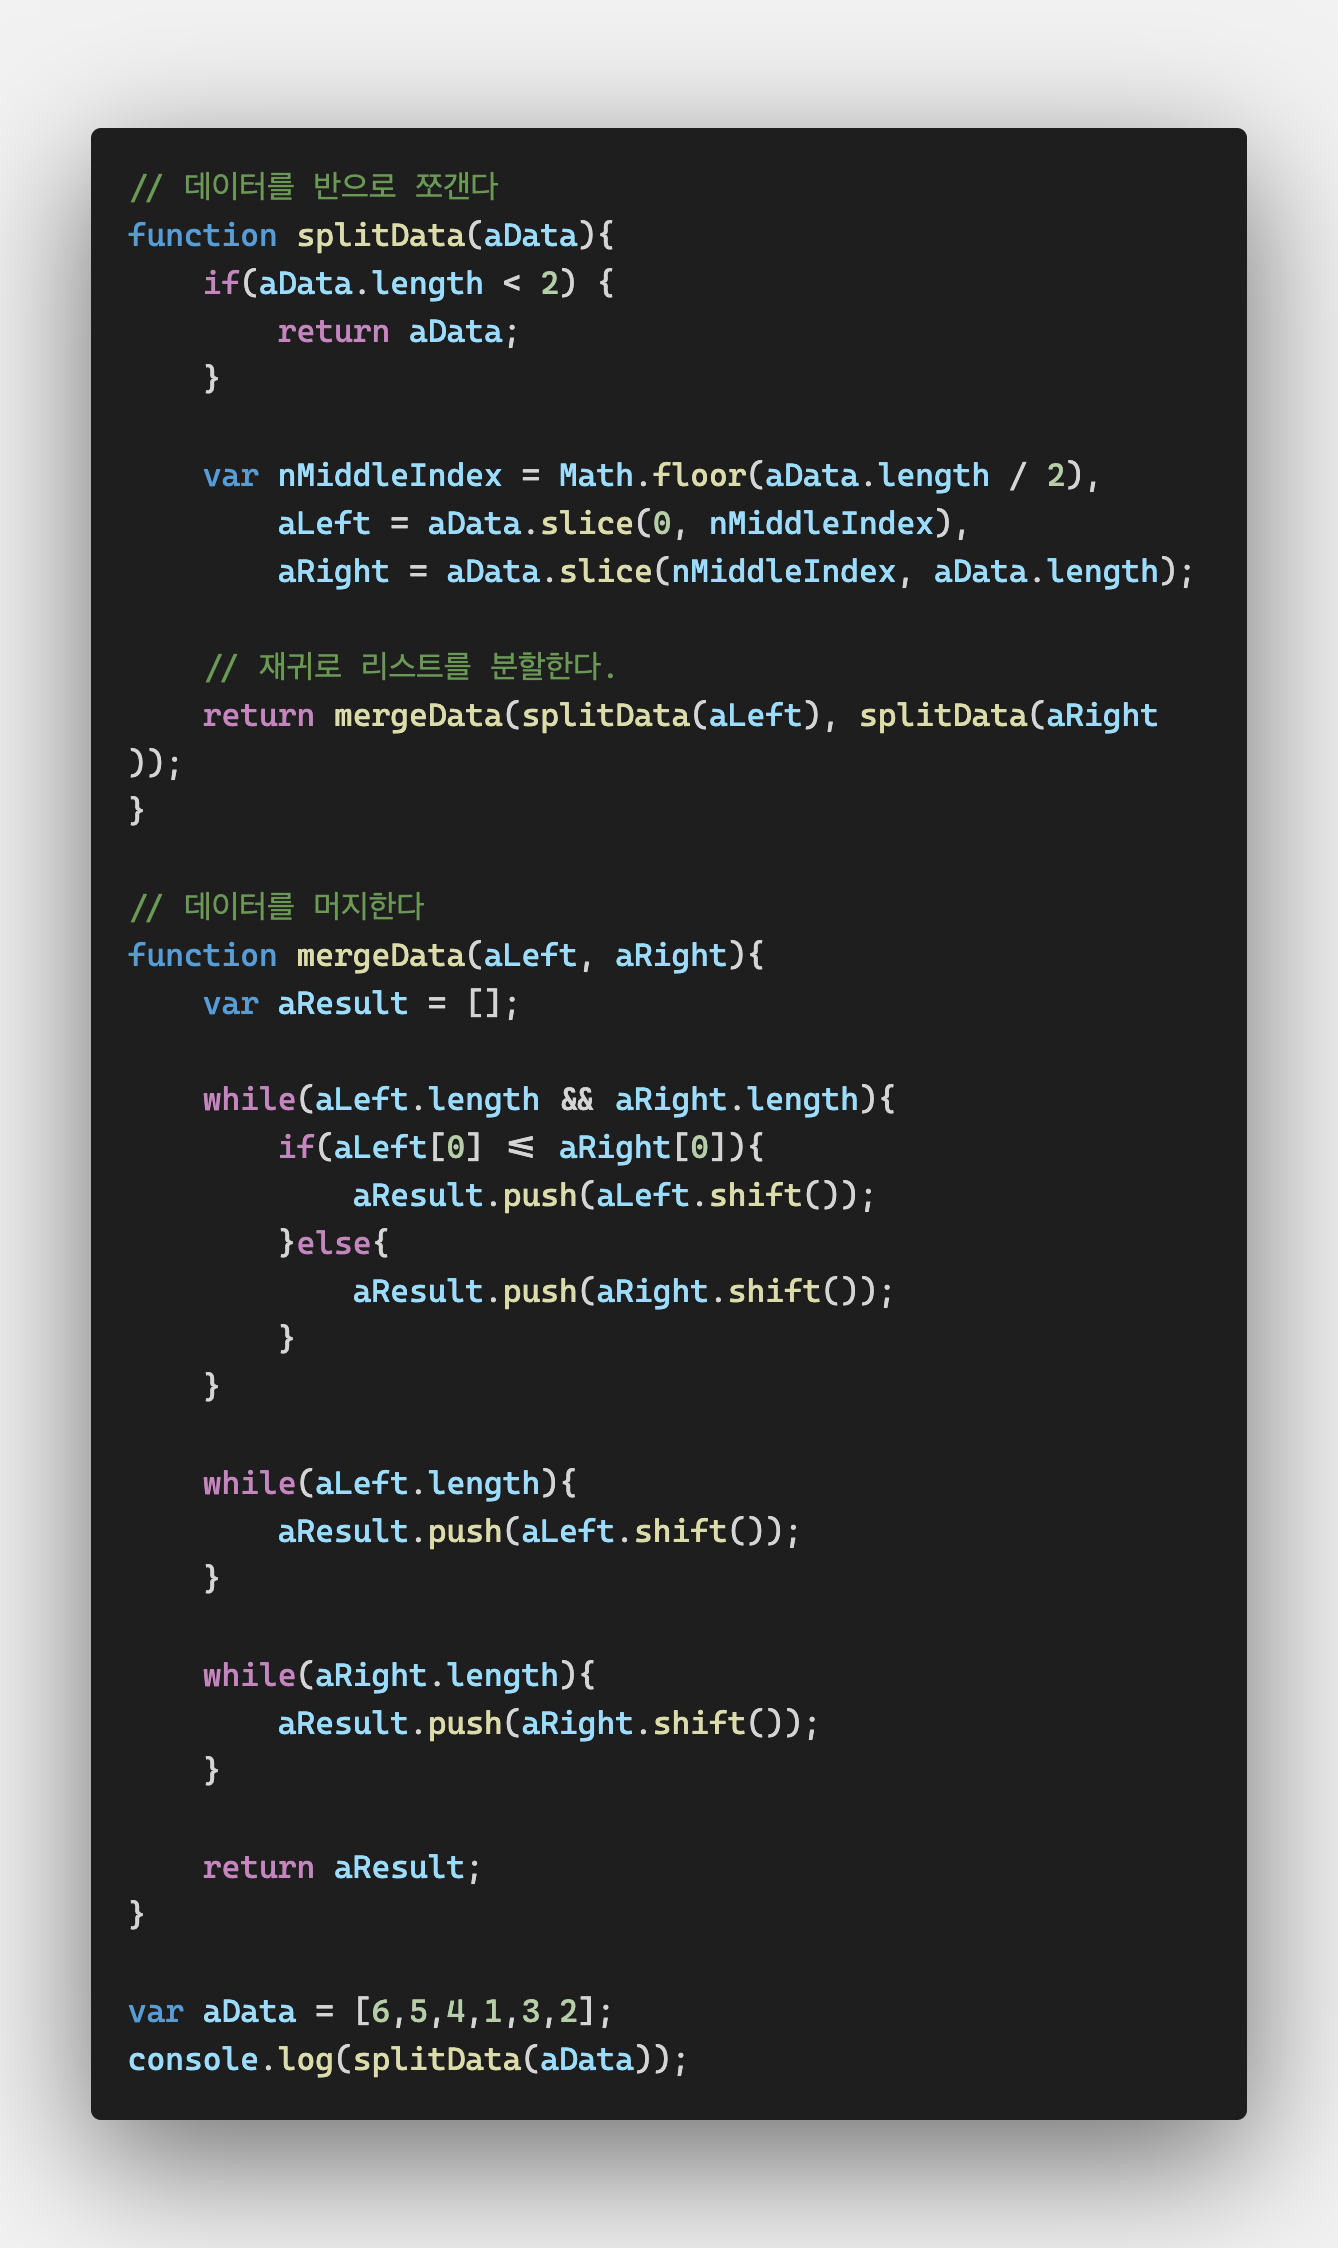 // 데이터를 반으로 쪼갠다
function splitData(aData){
    if(aData.length < 2) {
        return aData;
    }

    var nMiddleIndex = Math.floor(aData.length / 2),
        aLeft = aData.slice(0, nMiddleIndex),
        aRight = aData.slice(nMiddleIndex, aData.length);

    // 재귀로 리스트를 분할한다.
    return mergeData(splitData(aLeft), splitData(aRight
));
}

// 데이터를 머지한다
function mergeData(aLeft, aRight){
    var aResult = [];

    while(aLeft.length && aRight.length){
        if(aLeft[0] <= aRight[0]){
            aResult.push(aLeft.shift());
        }else{
            aResult.push(aRight.shift());
        }
    }

    while(aLeft.length){
        aResult.push(aLeft.shift());
    }

    while(aRight.length){
        aResult.push(aRight.shift());
    }

    return aResult;
}

var aData = [6,5,4,1,3,2];
console.log(splitData(aData));